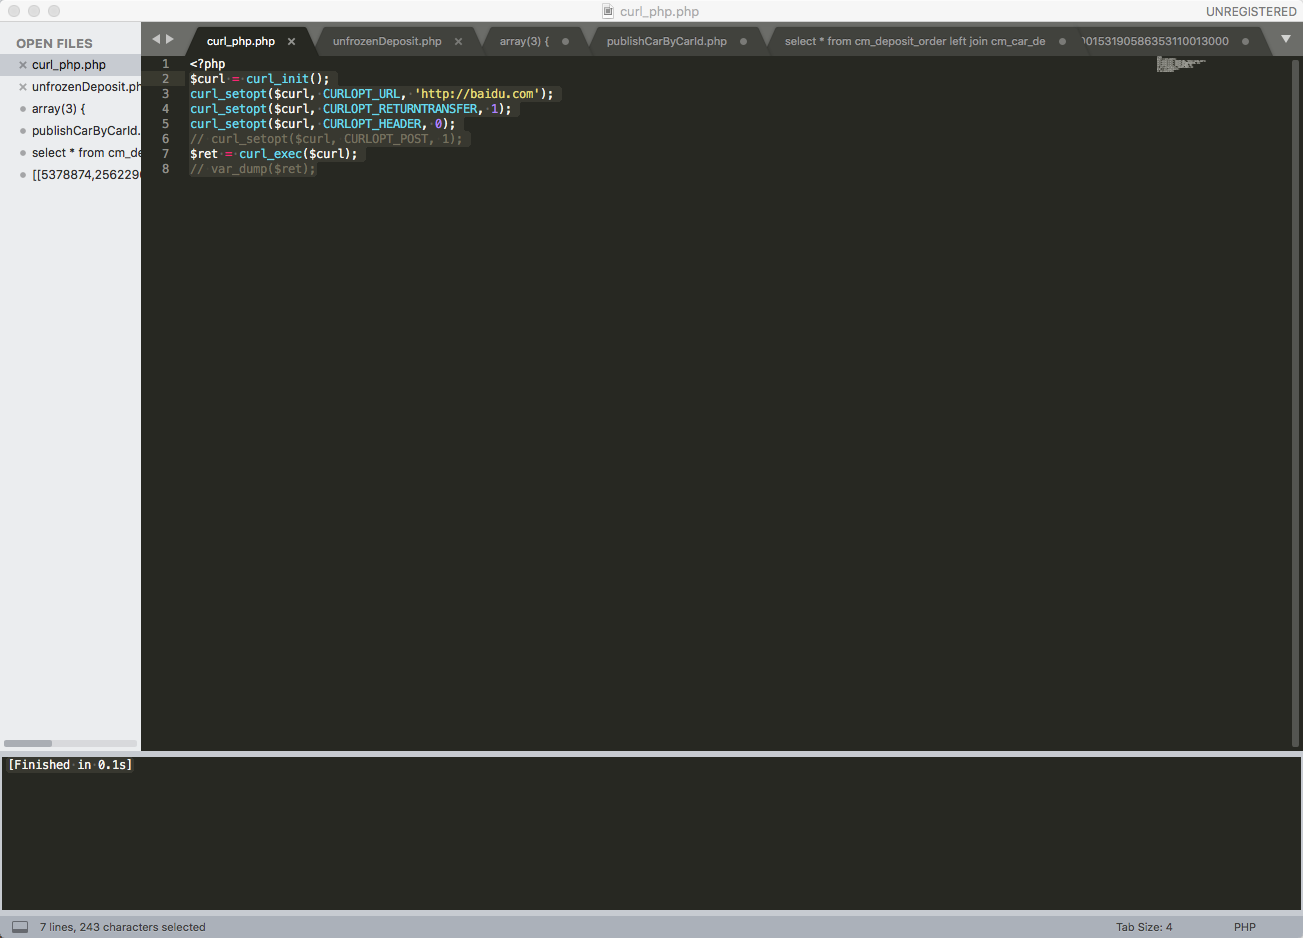 curl_php.php
UNREGISTERED
OPEN FILES
curl_php.php
unfrozenDeposit.ph
array(3) {
publishCarByCarId.
select * from cm_de
[[5378874,2562290
curl_php.php
unfrozenDeposit.php
array(3) {
publishCarByCarId.php
select * from cm_deposit_order left join cm_car_de
001531905863531100013000
1 <?php
2 $curl = curl_init();
3 curl_setopt($curl, CURLOPT_URL, 'http://baidu.com');
4 curl_setopt($curl, CURLOPT_RETURNTRANSFER, 1);
5 curl_setopt($curl, CURLOPT_HEADER, 0);
6 // curl_setopt($curl, CURLOPT_POST, 1);
7 $ret = curl_exec($curl);
8 // var_dump($ret);
[Finished in 0.1s]
7 lines, 243 characters selected
Tab Size: 4
PHP